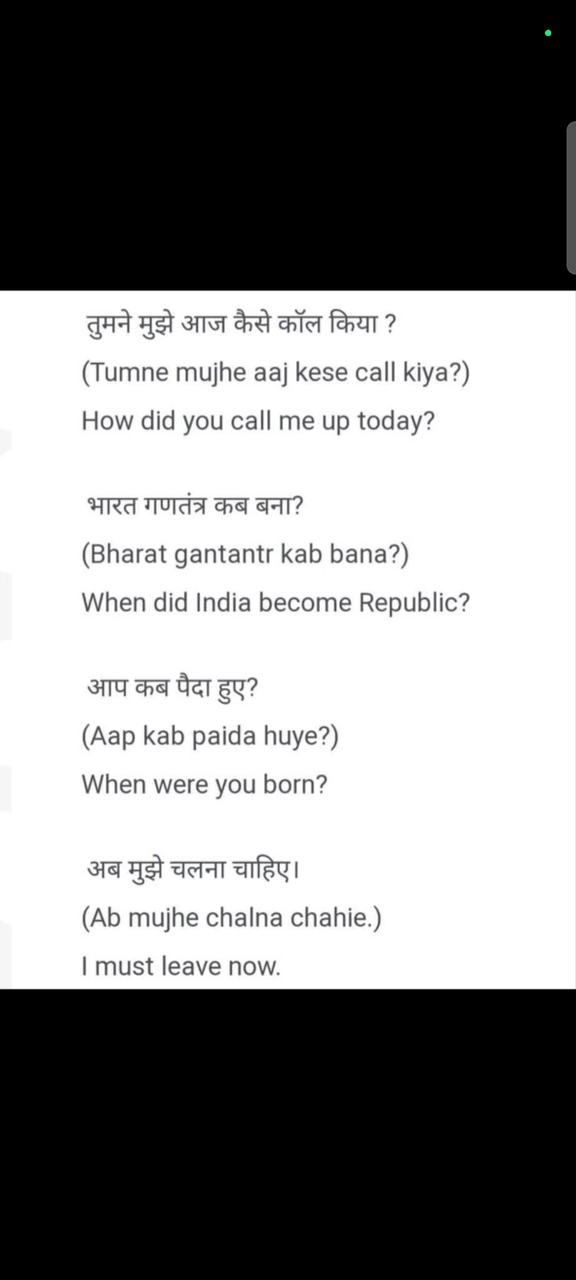 तुमने मुझे आज कैसे कॉल किया ?
(Tumne mujhe aaj kese call kiya?)
How did you call me up today?
भारत गणतंत्र कब बना?
(Bharat gantantr kab bana?)
When did India become Republic?
आप कब पैदा हुए?
(Aap kab paida huye?)
When were you born?
अब मुझे चलना चाहिए।
(Ab mujhe chalna chahie.)
I must leave now.